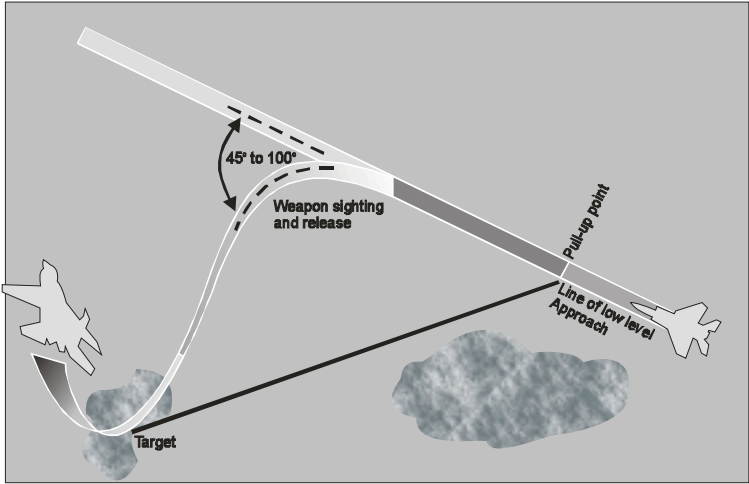 45° to 100°
Weapon sighting
and release
Pull-up point
Line of low level
Approach
Target